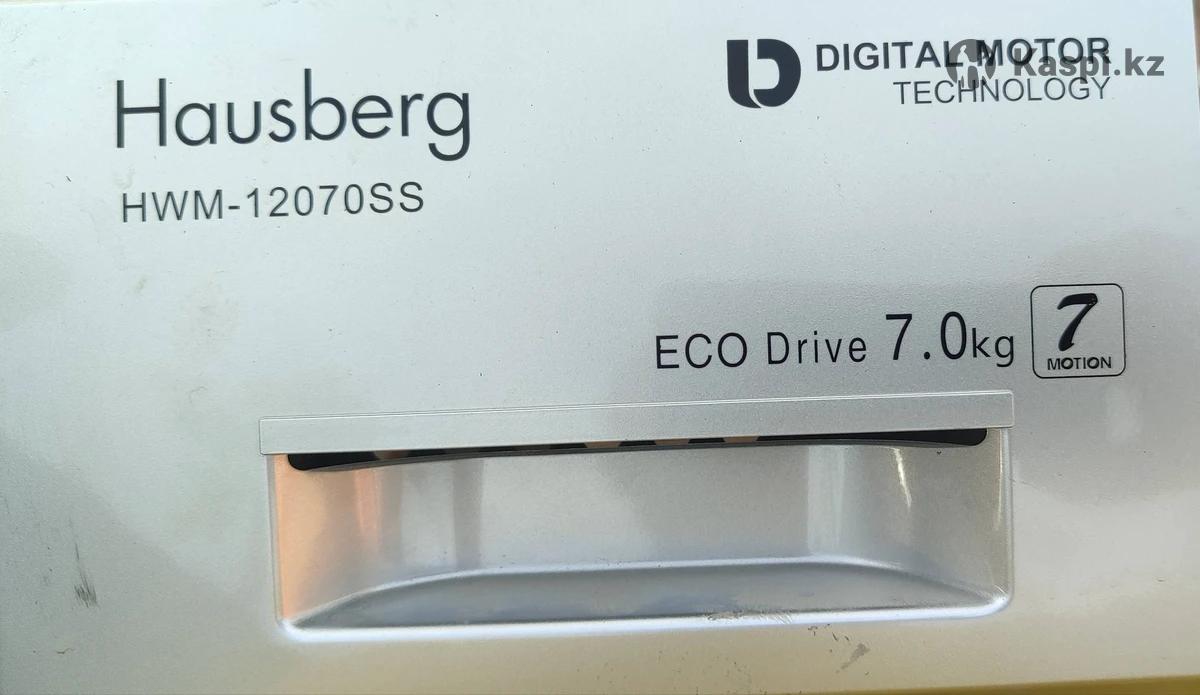 Hausberg
HWM-12070SS
DIGITAL MOTOR
TECHNOLOGY
Kaspi.kz
ECO Drive 7.0kg
7
MOTION